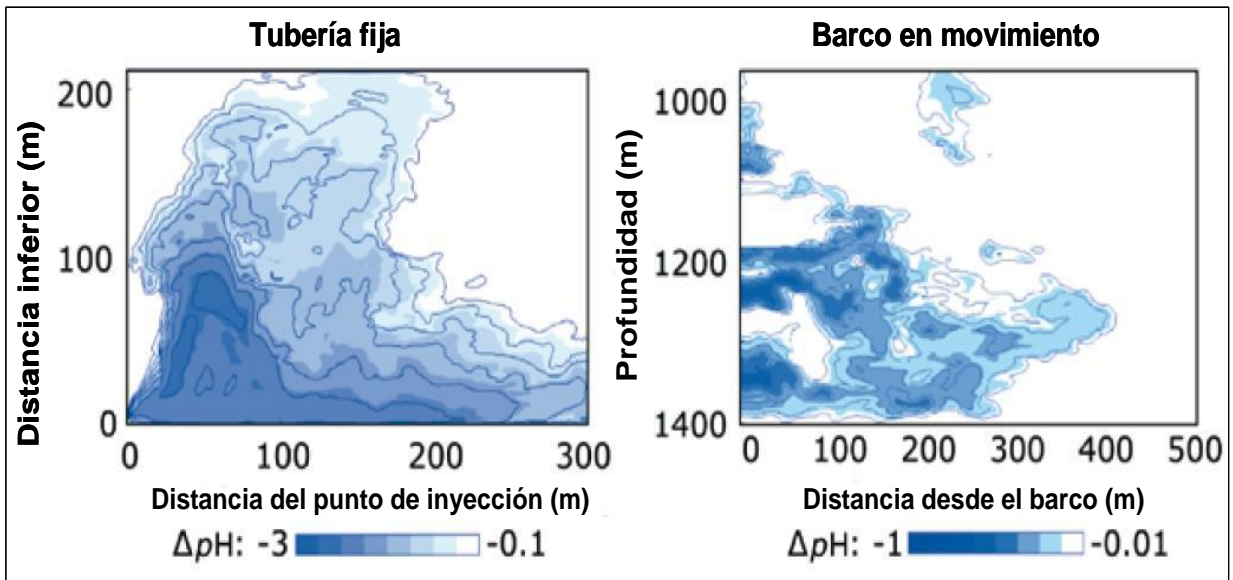 Tubería fija
Distancia inferior (m)
200
100
0
0 100 200 300
Distancia del punto de inyección (m)
ΔpH: -3 -0.1
Barco en movimiento
Profundidad (m)
1000
1200
1400
0 100 200 300 400 500
Distancia desde el barco (m)
ΔpH: -1 -0.01